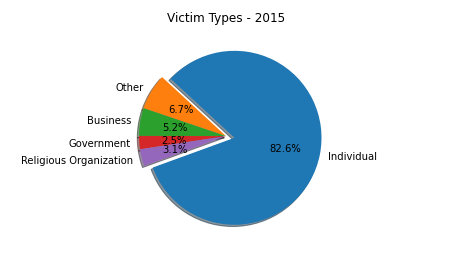 Victim Types - 2015
Other
6.7%
Business
5.2%
Government
2.5%
Religious Organization
3.1%
82.6%
Individual